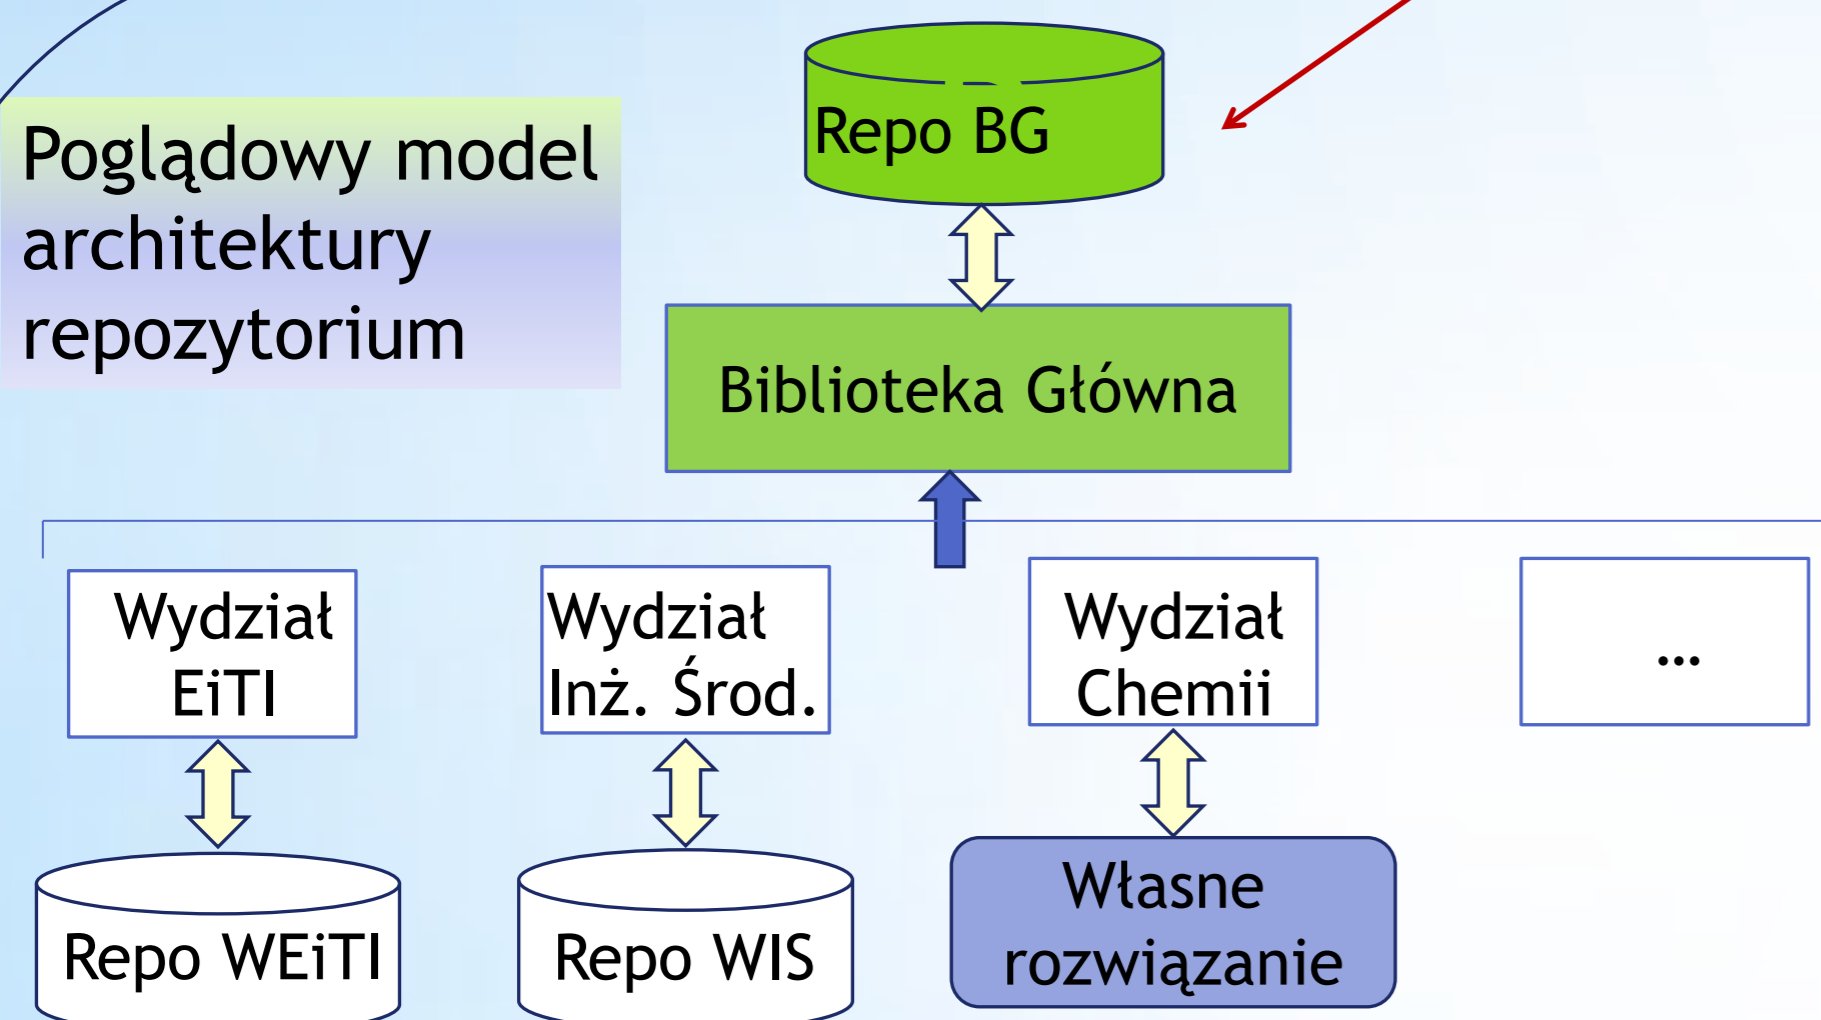 Repo BG
Poglądowy model
architektury
repozytorium
Biblioteka Główna
Wydział
EiTI
Wydział
Inż. Środ.
Wydział
Chemii
...
Repo WEiTI
Repo WIS
Własne
rozwiązanie